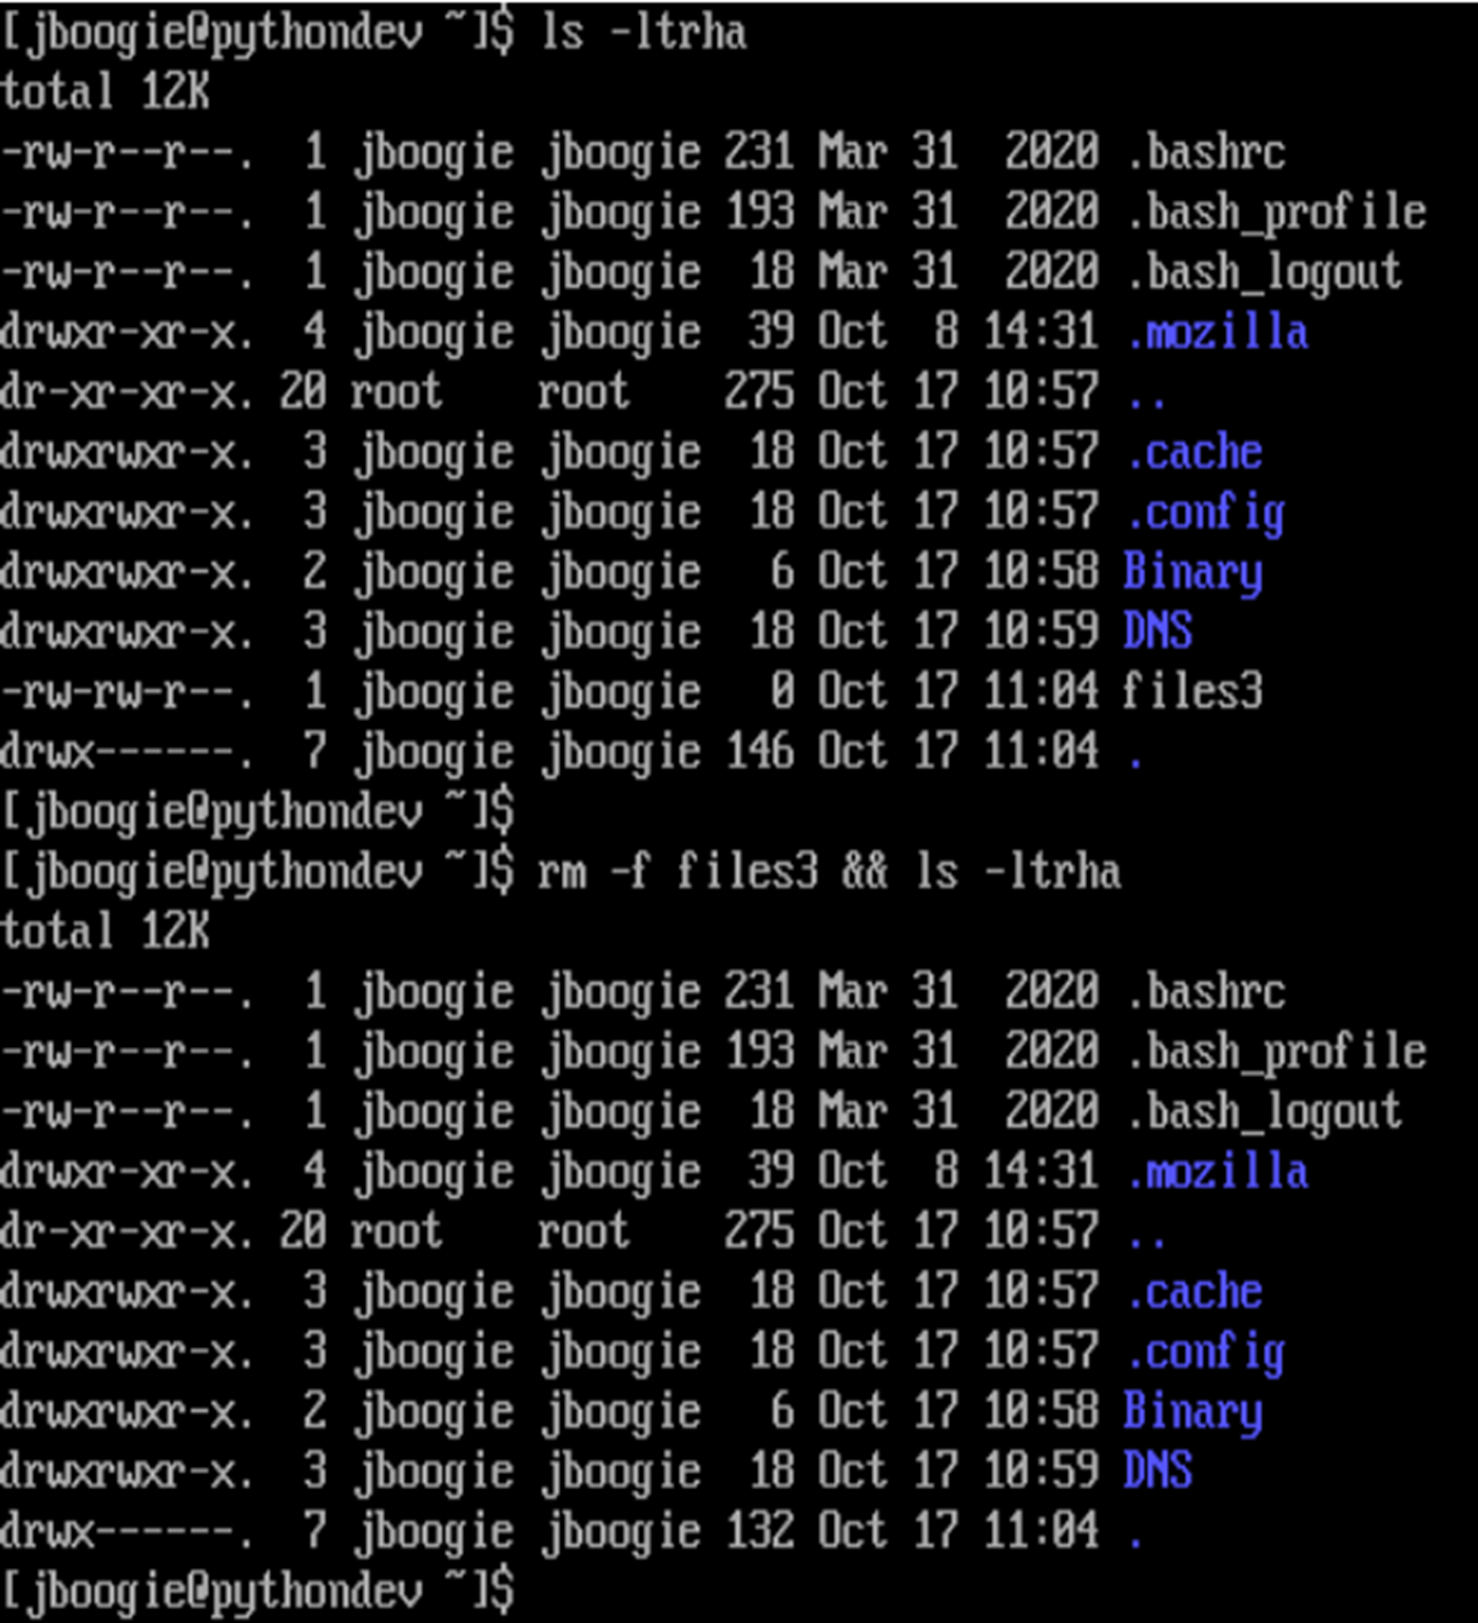 [jboogie@pythondev ~]$ ls -ltrha
total 12K
-rw-r--r--.  1 jboogie jboogie 231 Mar 31  2020 .bashrc
-rw-r--r--.  1 jboogie jboogie 193 Mar 31  2020 .bash_profile
-rw-r--r--.  1 jboogie jboogie  18 Mar 31  2020 .bash_logout
drwxr-xr-x.  4 jboogie jboogie  39 Oct  8 14:31 .mozilla
dr-xr-xr-x. 20 root    root    275 Oct 17 10:57 ..
drwxrwxr-x.  3 jboogie jboogie  18 Oct 17 10:57 .cache
drwxrwxr-x.  3 jboogie jboogie  18 Oct 17 10:57 .config
drwxrwxr-x.  2 jboogie jboogie   6 Oct 17 10:58 Binary
drwxrwxr-x.  3 jboogie jboogie  18 Oct 17 10:59 DNS
-rw-rw-r--.  1 jboogie jboogie   0 Oct 17 11:04 files3
drwx------.  7 jboogie jboogie 146 Oct 17 11:04 .
[jboogie@pythondev ~]$
[jboogie@pythondev ~]$ rm -f files3 && ls -ltrha
total 12K
-rw-r--r--.  1 jboogie jboogie 231 Mar 31  2020 .bashrc
-rw-r--r--.  1 jboogie jboogie 193 Mar 31  2020 .bash_profile
-rw-r--r--.  1 jboogie jboogie  18 Mar 31  2020 .bash_logout
drwxr-xr-x.  4 jboogie jboogie  39 Oct  8 14:31 .mozilla
dr-xr-xr-x. 20 root    root    275 Oct 17 10:57 ..
drwxrwxr-x.  3 jboogie jboogie  18 Oct 17 10:57 .cache
drwxrwxr-x.  3 jboogie jboogie  18 Oct 17 10:57 .config
drwxrwxr-x.  2 jboogie jboogie   6 Oct 17 10:58 Binary
drwxrwxr-x.  3 jboogie jboogie  18 Oct 17 10:59 DNS
drwx------.  7 jboogie jboogie 132 Oct 17 11:04 .
[jboogie@pythondev ~]$